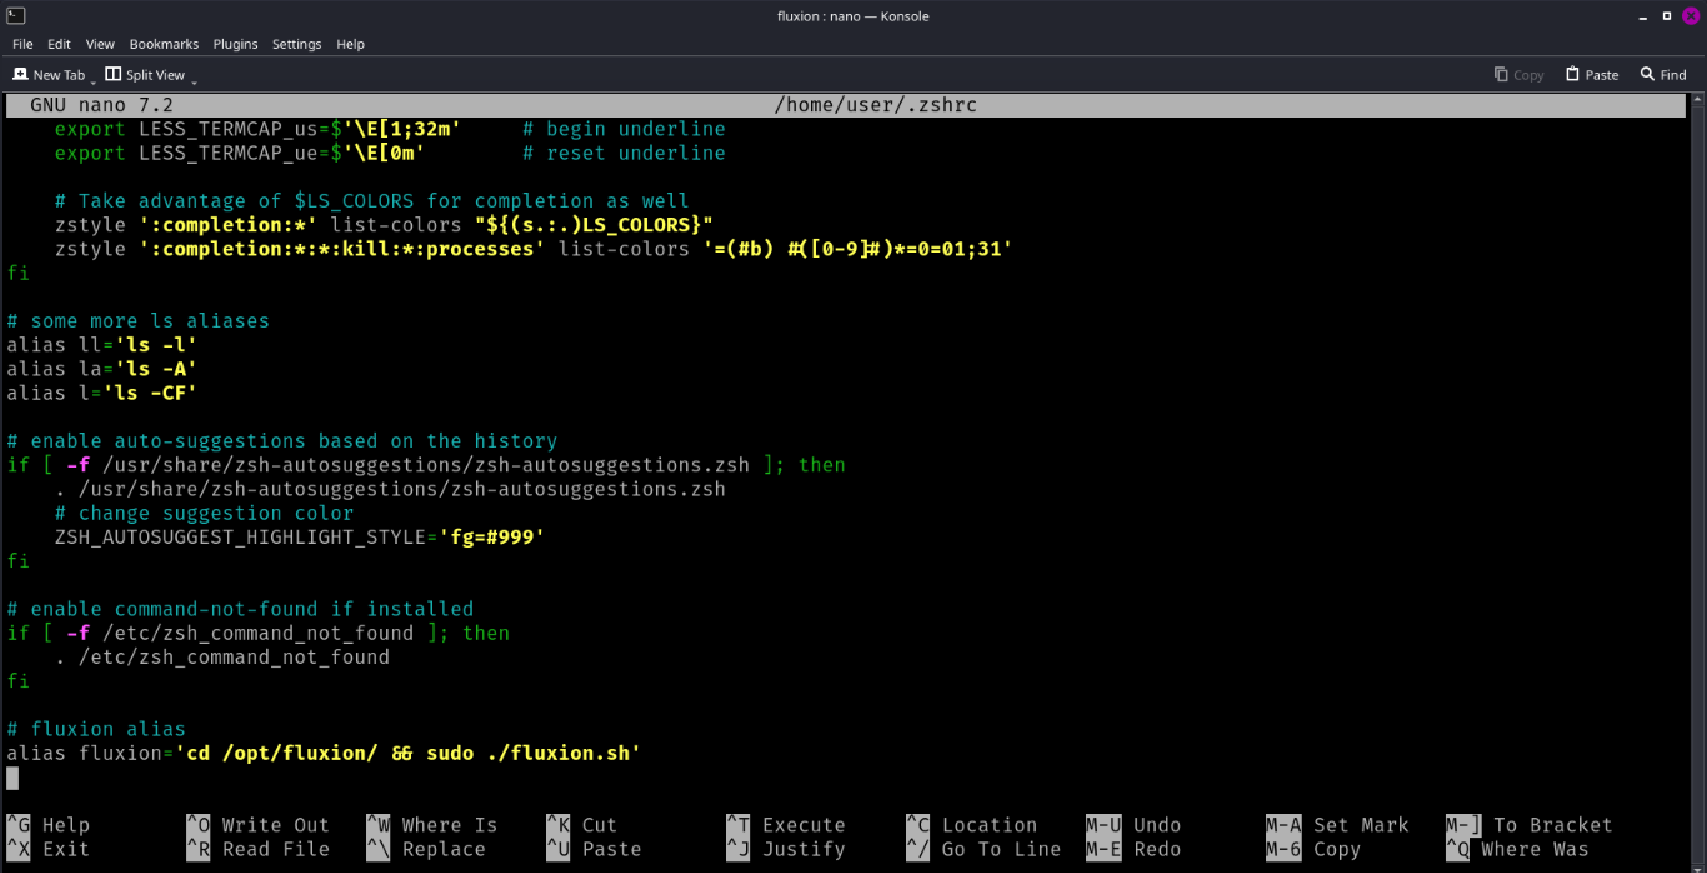 fluxion : nano — Konsole
File Edit View Bookmarks Plugins Settings Help
New Tab Split View Copy Paste Find
GNU nano 7.2 /home/user/.zshrc
export LESS_TERMCAP_us=$'\E[1;32m' # begin underline
export LESS_TERMCAP_ue=$'\E[0m' # reset underline
# Take advantage of $LS_COLORS for completion as well
zstyle ':completion:*' list-colors "${(s.:.)LS_COLORS}"
zstyle ':completion:*:*:kill:*:processes' list-colors '=(#b) #([0-9]#)*=0=01;31'
fi
# some more ls aliases
alias ll='ls -l'
alias la='ls -A'
alias l='ls -CF'
# enable auto-suggestions based on the history
if [ -f /usr/share/zsh-autosuggestions/zsh-autosuggestions.zsh ]; then
. /usr/share/zsh-autosuggestions/zsh-autosuggestions.zsh
# change suggestion color
ZSH_AUTOSUGGEST_HIGHLIGHT_STYLE='fg=#999'
fi
# enable command-not-found if installed
if [ -f /etc/zsh_command_not_found ]; then
. /etc/zsh_command_not_found
fi
# fluxion alias
alias fluxion='cd /opt/fluxion/ && sudo ./fluxion.sh'
^G Help ^O Write Out ^W Where Is ^K Cut ^T Execute ^C Location M-U Undo M-A Set Mark M-] To Bracket
^X Exit ^R Read File ^\ Replace ^U Paste ^J Justify ^/ Go To Line M-E Redo M-6 Copy ^Q Where Was